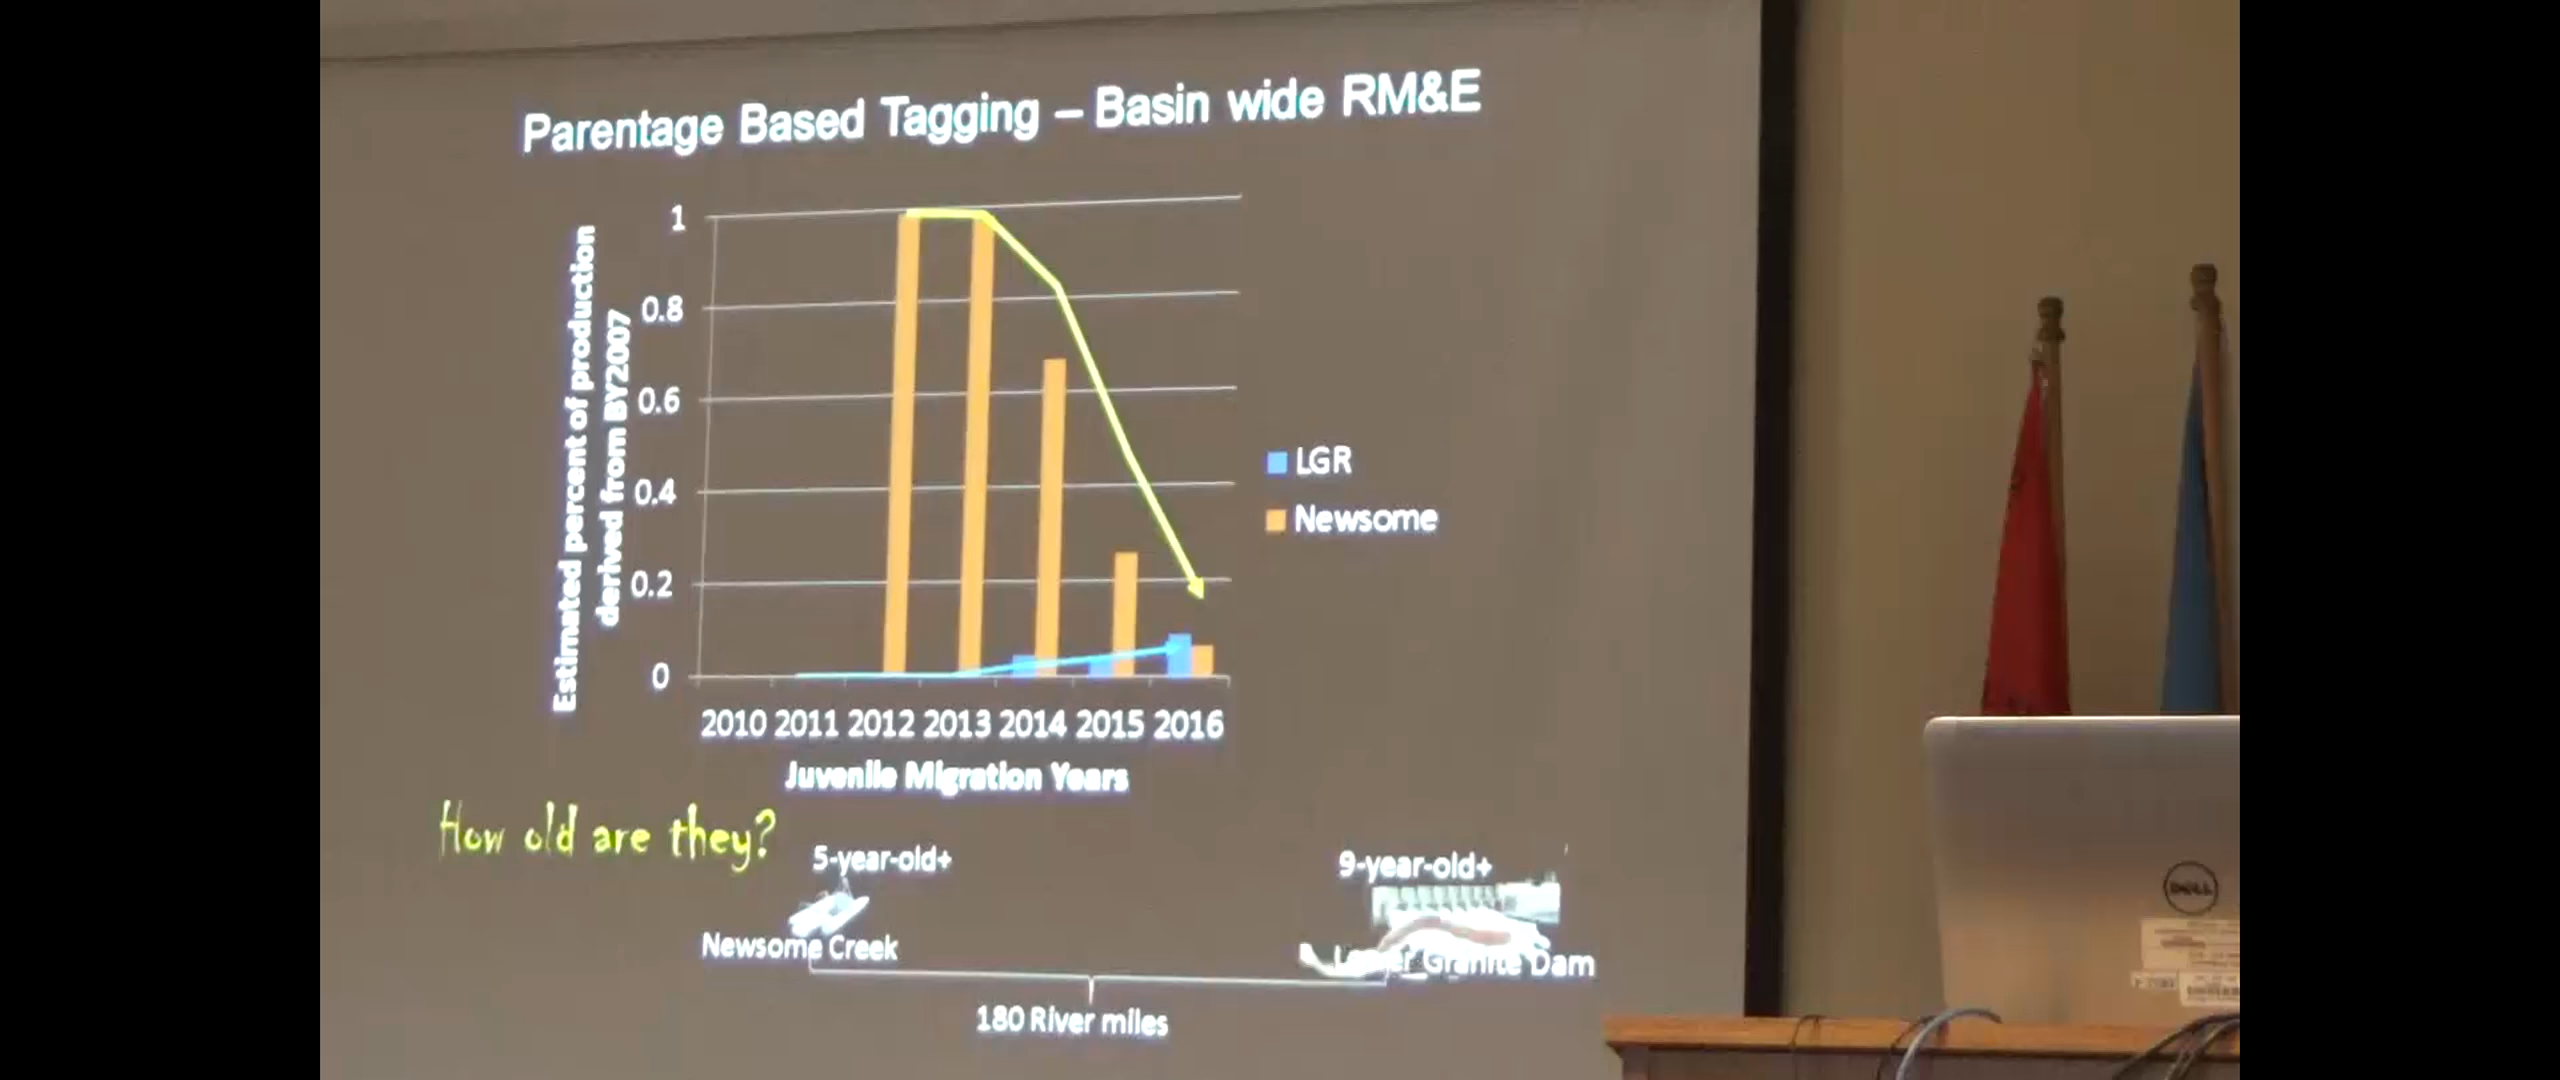 Parentage Based Tagging – Basin wide RM&E
Estimated percent of production
derived from BY2007
1
0.8
0.6
0.4
0.2
0
LGR
Newsome
2010 2011 2012 2013 2014 2015 2016
Juvenile Migration Years
How old are they?
5-year-old+
9-year-old+
Newsome Creek
Lower Granite Dam
180 River miles
DELL